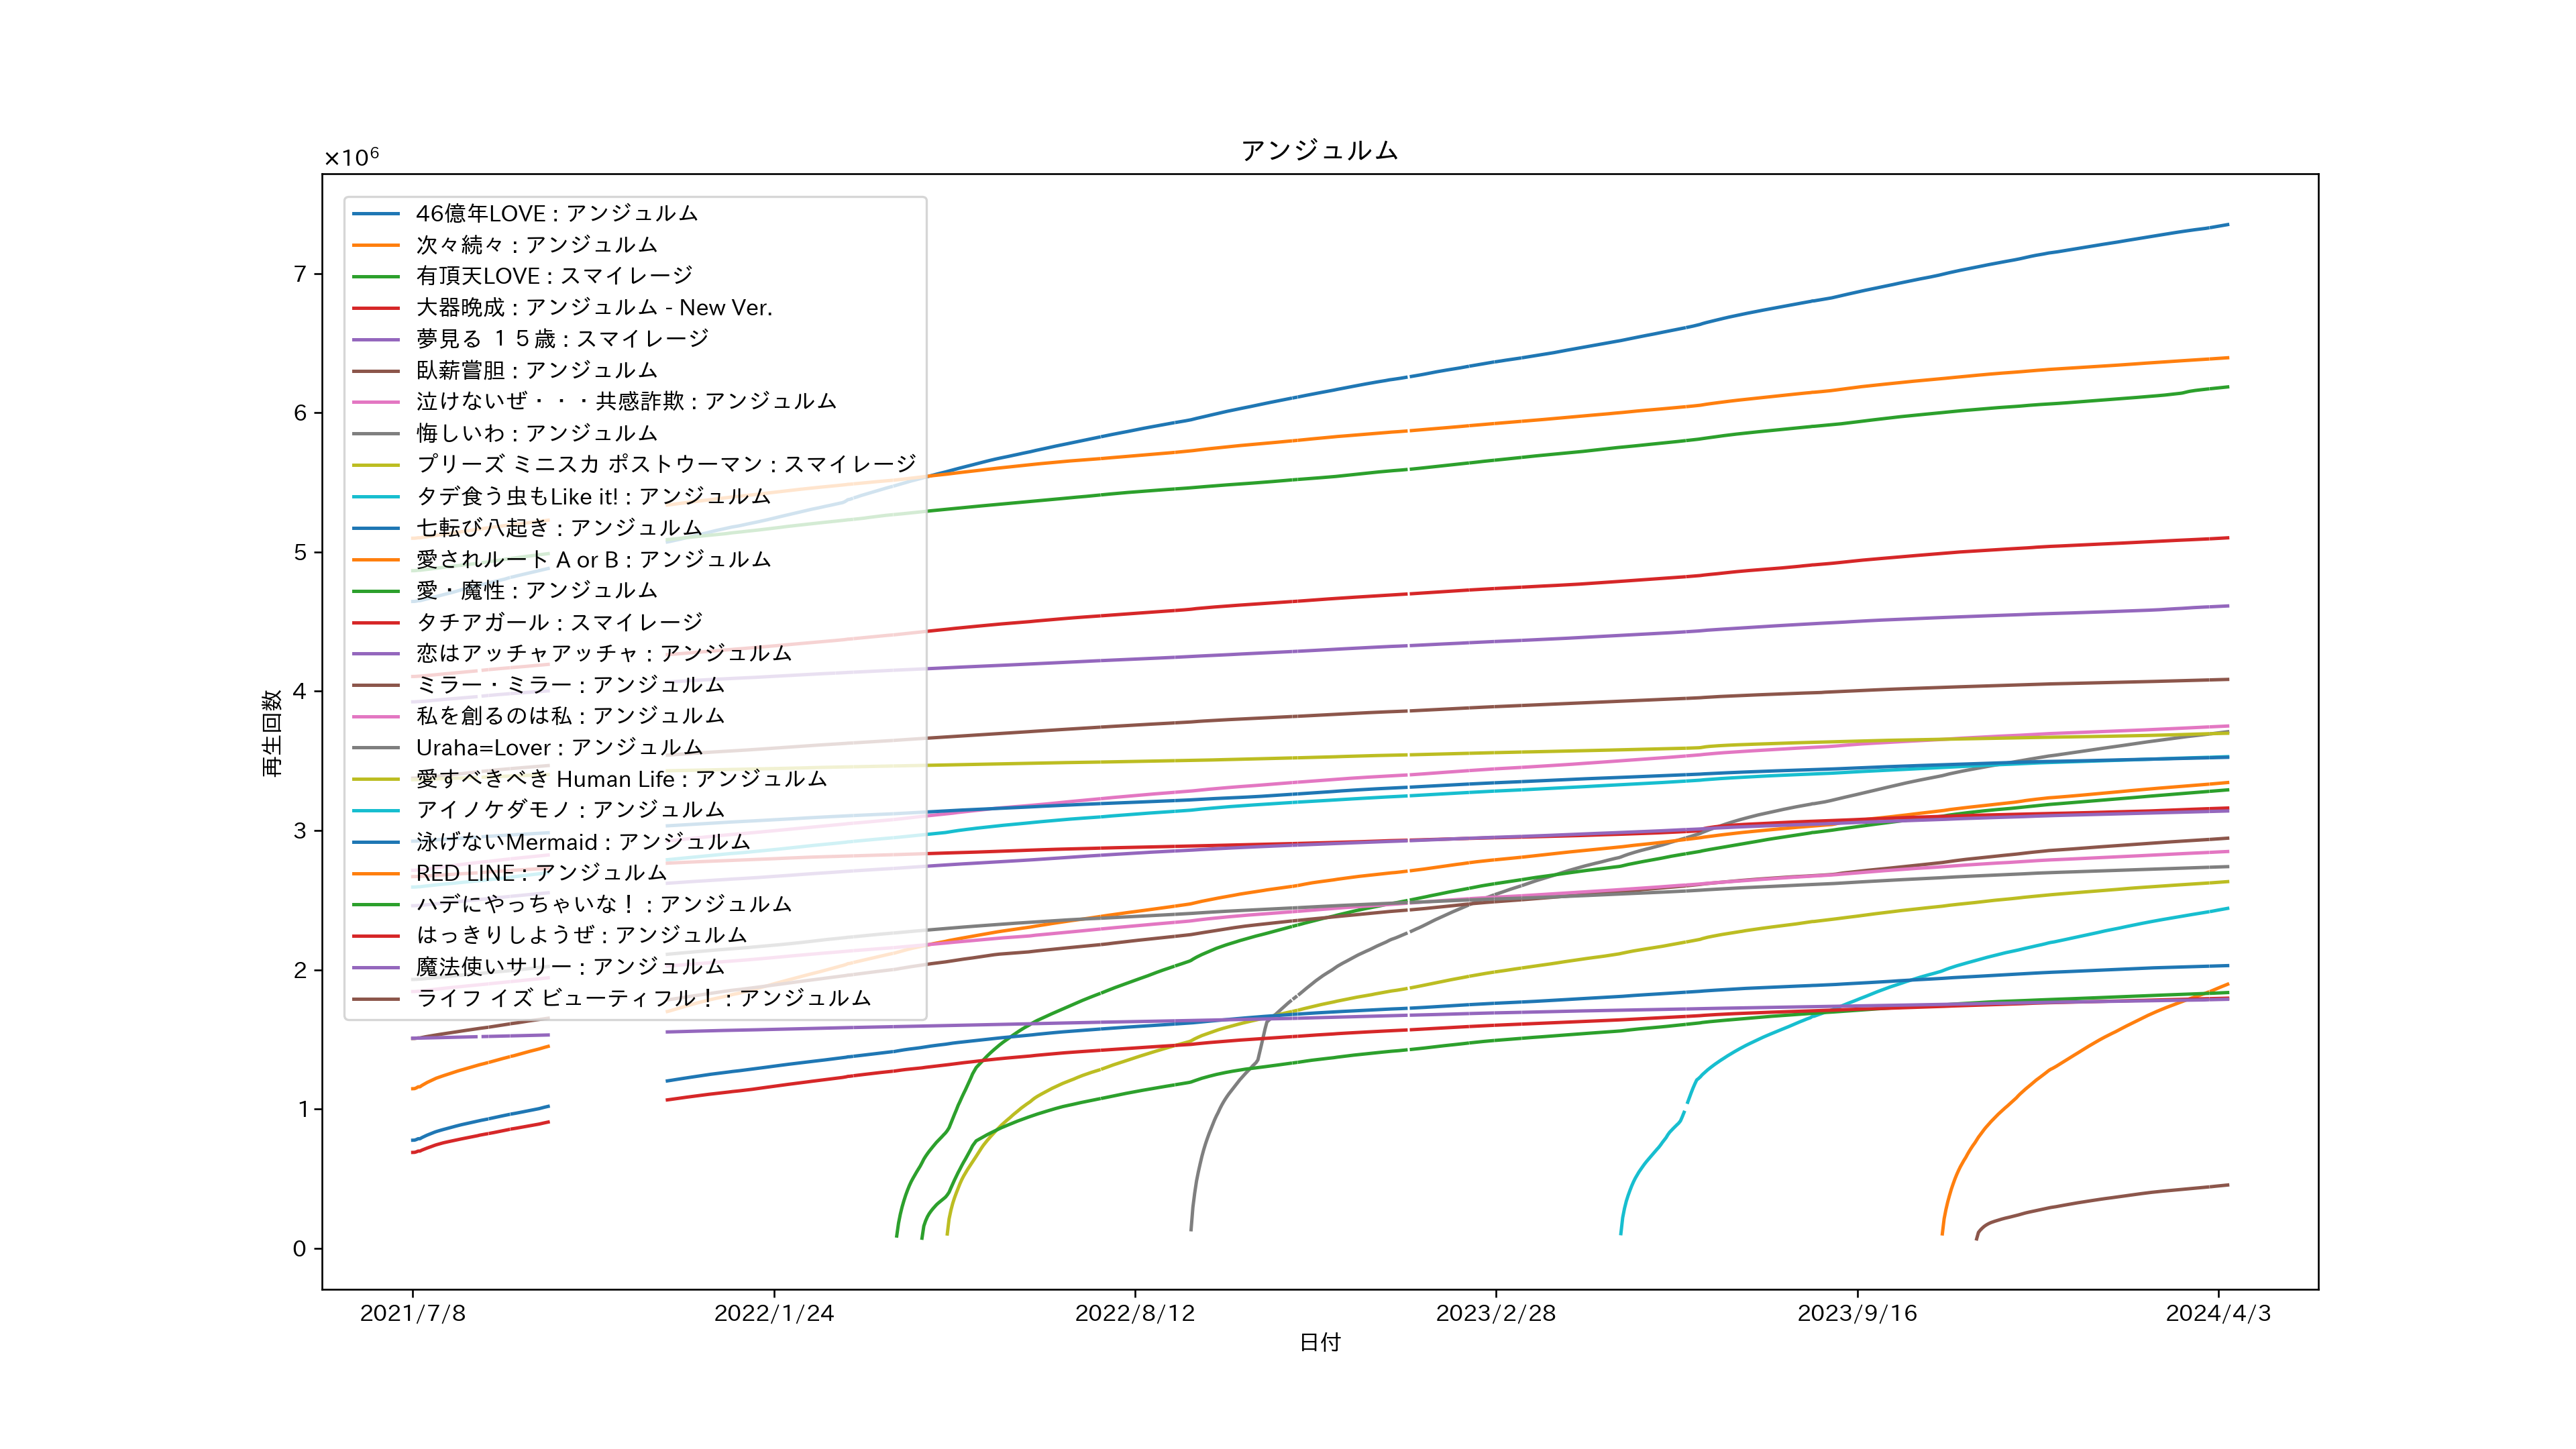 アンジュルム
×10⁶
46億年LOVE : アンジュルム
次々続々 : アンジュルム
有頂天LOVE : スマイレージ
大器晩成 : アンジュルム - New Ver.
夢見る １５歳 : スマイレージ
臥薪嘗胆 : アンジュルム
泣けないぜ・・・共感詐欺 : アンジュルム
悔しいわ : アンジュルム
プリーズ ミニスカ ポストウーマン : スマイレージ
タデ食う虫もLike it! : アンジュルム
七転び八起き : アンジュルム
愛されルート A or B : アンジュルム
愛・魔性 : アンジュルム
タチアガール : スマイレージ
恋はアッチャアッチャ : アンジュルム
ミラー・ミラー : アンジュルム
私を創るのは私 : アンジュルム
Uraha=Lover : アンジュルム
愛すべきべき Human Life : アンジュルム
アイノケダモノ : アンジュルム
泳げないMermaid : アンジュルム
RED LINE : アンジュルム
ハデにやっちゃいな！ : アンジュルム
はっきりしようぜ : アンジュルム
魔法使いサリー : アンジュルム
ライフ イズ ビューティフル！ : アンジュルム
7
6
5
4
3
2
1
0
再生回数
2021/7/8 2022/1/24 2022/8/12 2023/2/28 2023/9/16 2024/4/3
日付